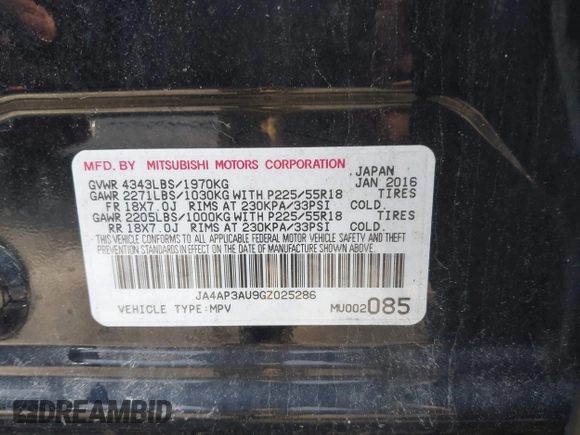 MFD. BY MITSUBISHI MOTORS CORPORATION JAPAN
GVWR 4343LBS/1970KG JAN 2016
GAWR 2271LBS/1030KG WITH P225/55R18 TIRES
FR 18X7.0J RIMS AT 230KPA/33PSI COLD.
GAWR 2205LBS/1000KG WITH P225/55R18 TIRES
RR 18X7.0J RIMS AT 230KPA/33PSI COLD.
THIS VEHICLE CONFORMS TO ALL APPLICABLE FEDERAL MOTOR VEHICLE SAFETY AND THEFT
PREVENTION STANDARDS IN EFFECT ON THE DATE OF MANUFACTURE SHOWN ABOVE.
JA4AP3AU9GZ025286
VEHICLE TYPE:MPV MU002085
DREAMBID